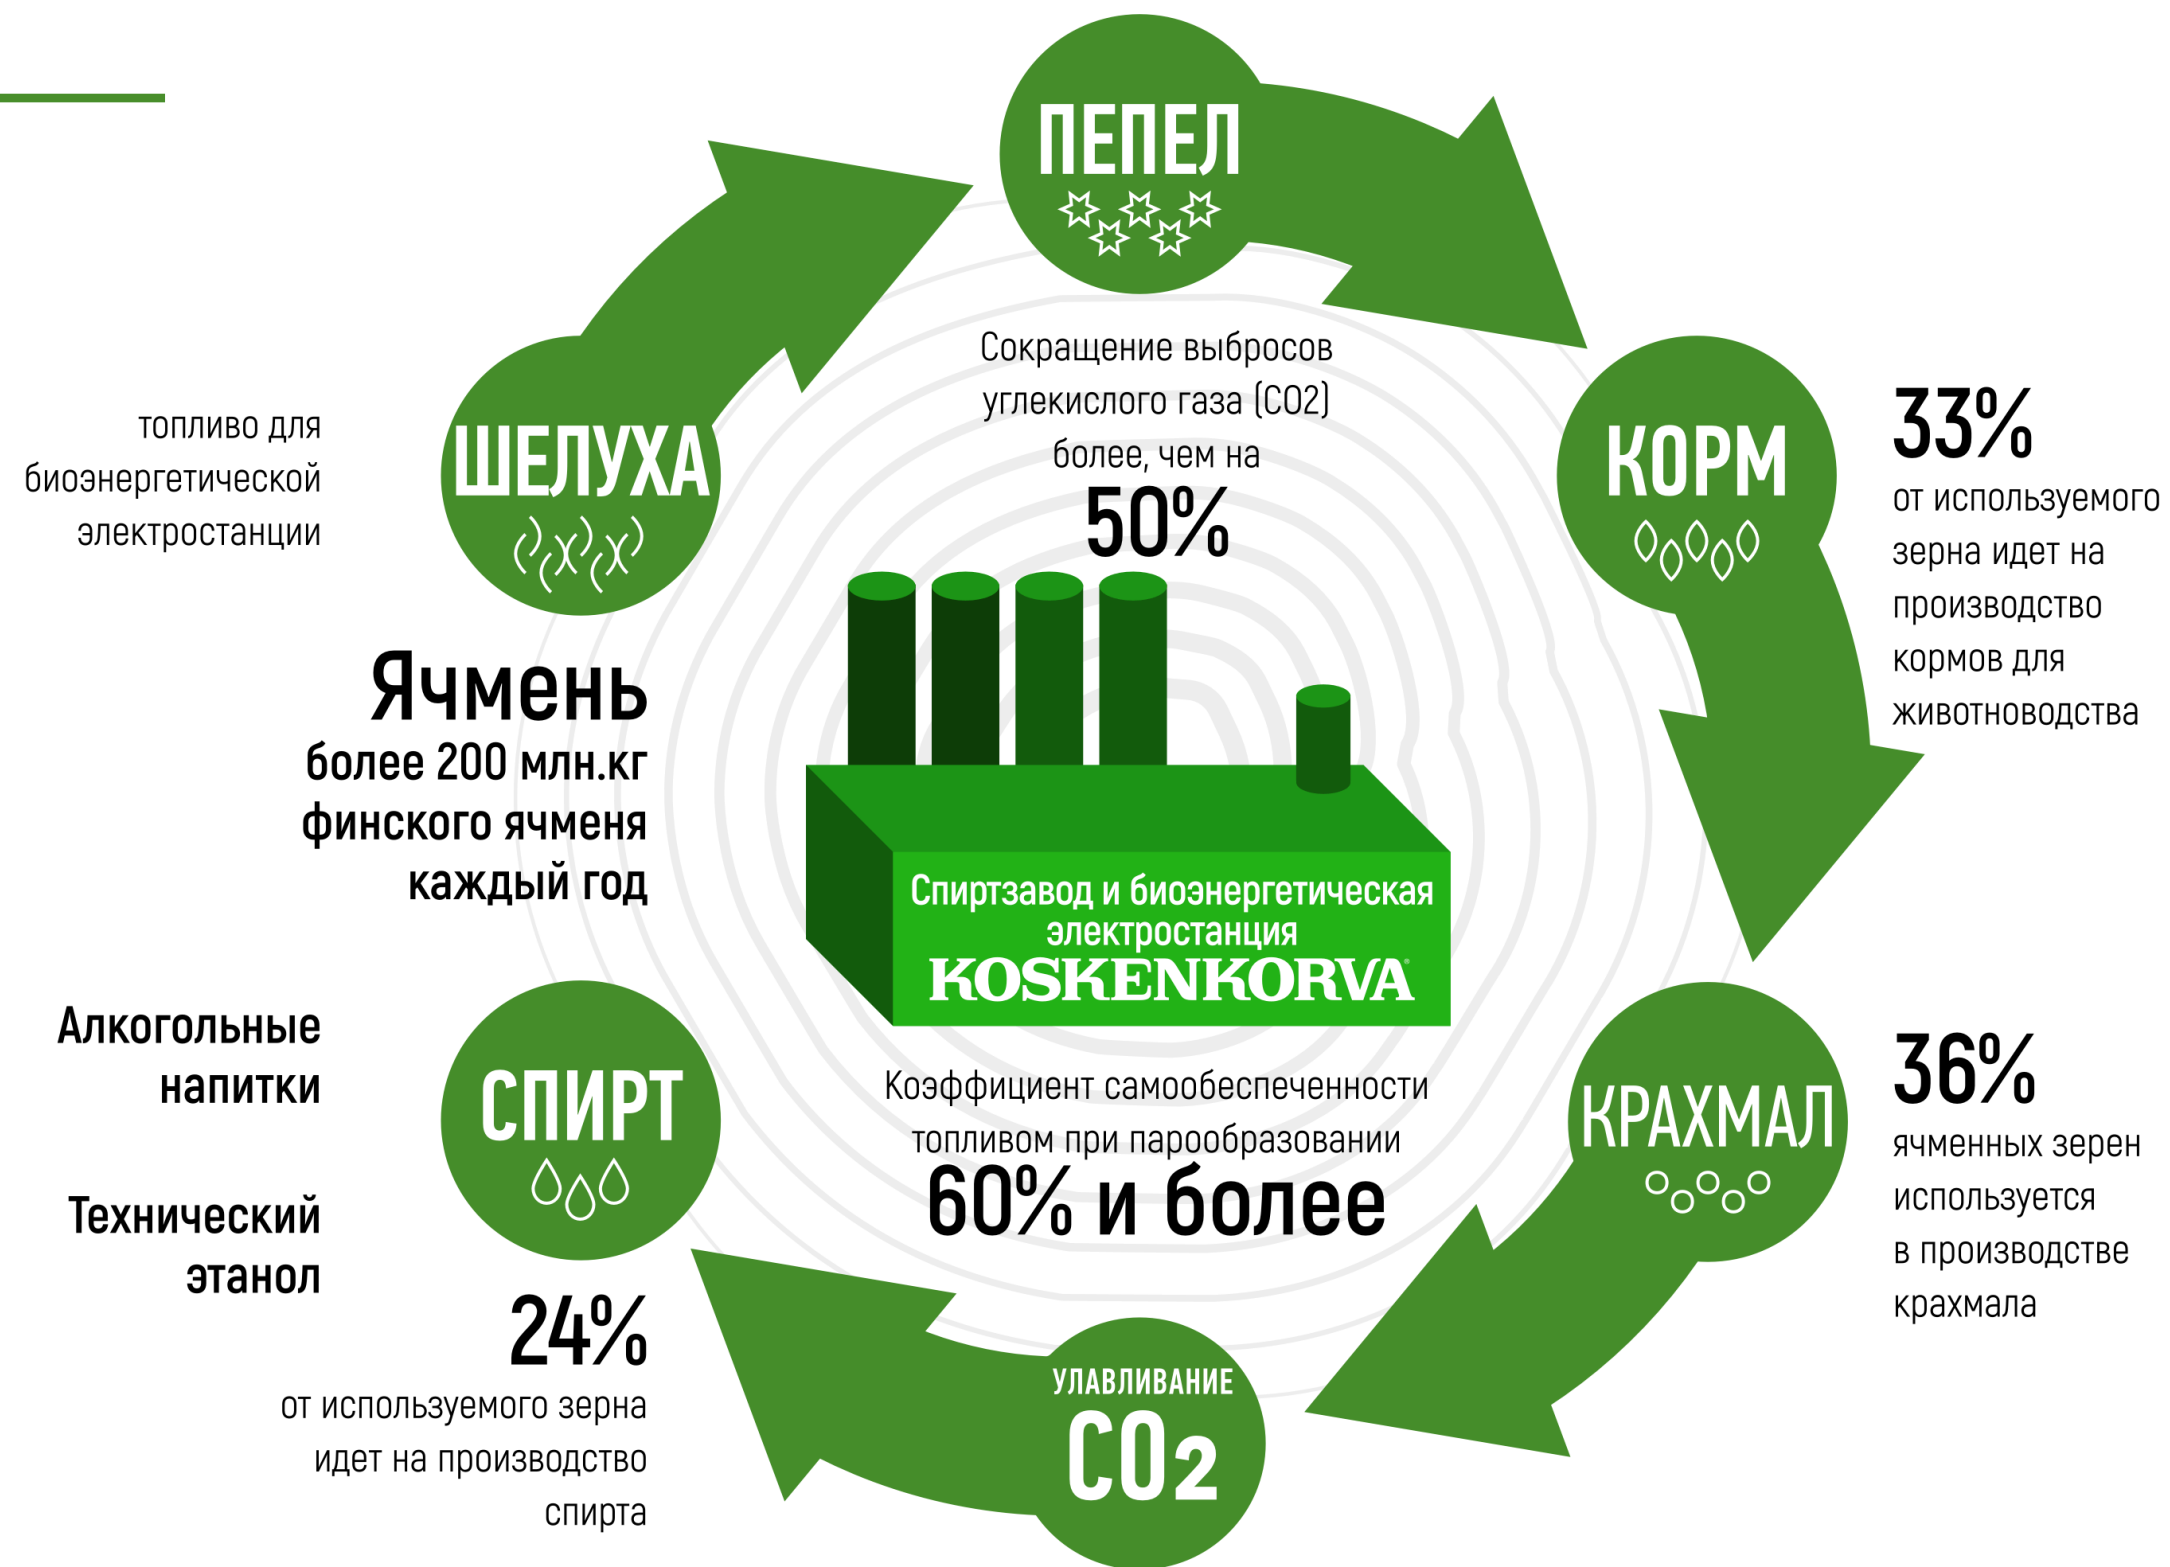 ПЕПЕЛ
Сокращение выбросов
углекислого газа (CO2)
более, чем на
50%
КОРМ
33%
от используемого
зерна идет на
производство
кормов для
животноводства
ШЕЛУХА
топливо для
биоэнергетической
электростанции
Ячмень
более 200 млн.кг
финского ячменя
каждый год
Спиртзавод и биоэнергетическая
электростанция
KOSKENKORVA®
Коэффициент самообеспеченности
топливом при парообразовании
60% и более
КРАХМАЛ
36%
ячменных зерен
используется
в производстве
крахмала
УЛАВЛИВАНИЕ
CO2
СПИРТ
Алкогольные
напитки
Технический
этанол
24%
от используемого зерна
идет на производство
спирта